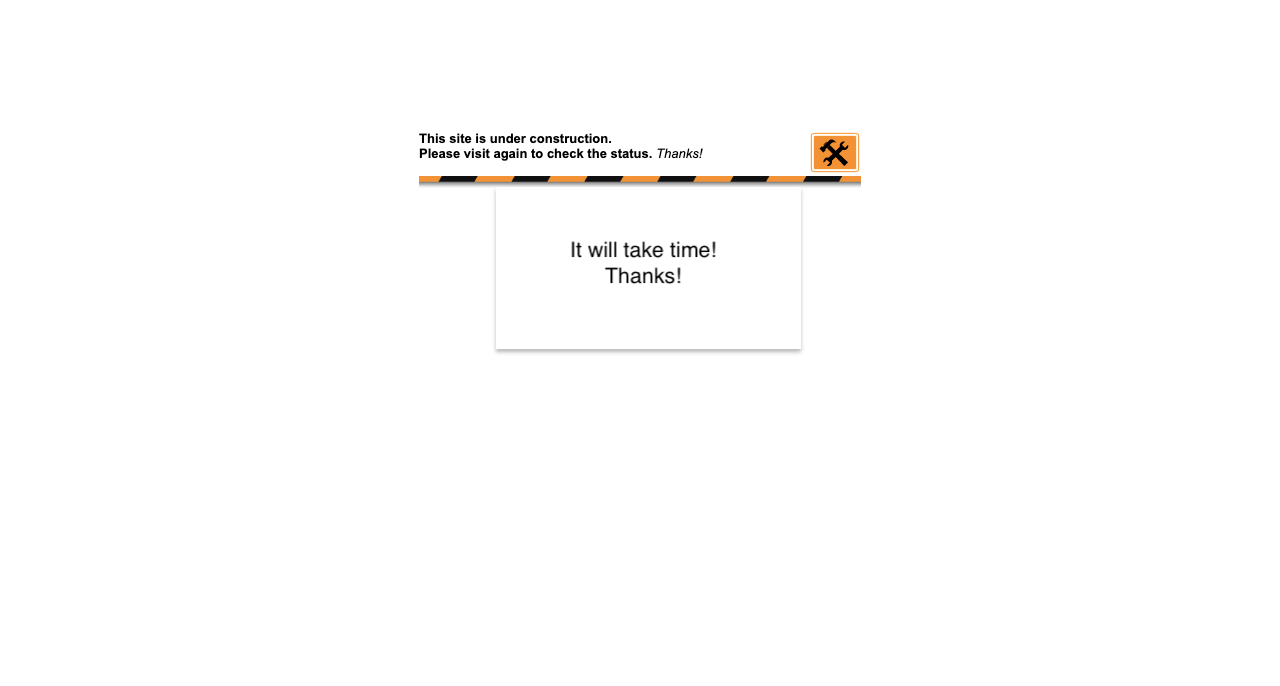 This site is under construction.
Please visit again to check the status. Thanks!
It will take time!
Thanks!